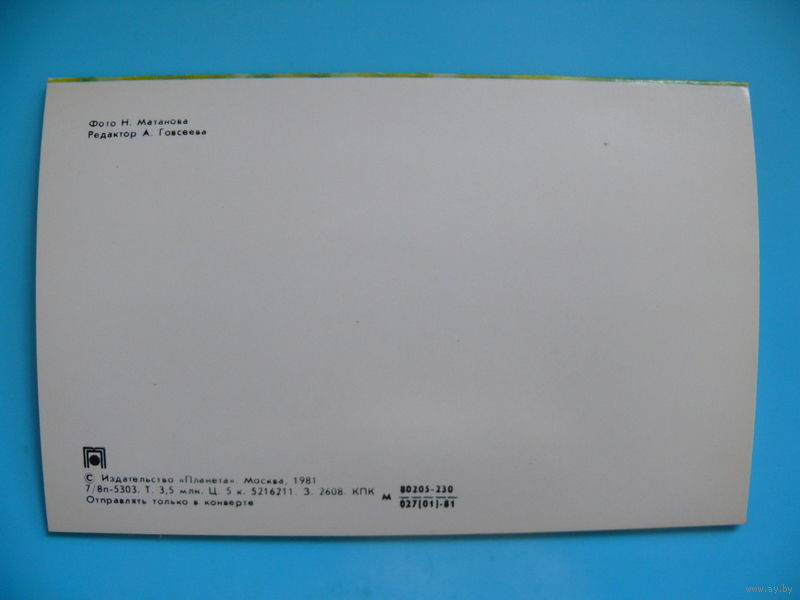 Фото Н. Матанова
Редактор А. Говсеева
© Издательство «Планета». Москва, 1981
7/8п-5303. Т. 3,5 млн. Ц. 5 к. 5216211. З. 2608. КПК
М 80205-230
027(01)-81
Отправлять только в конверте
www.ay.by